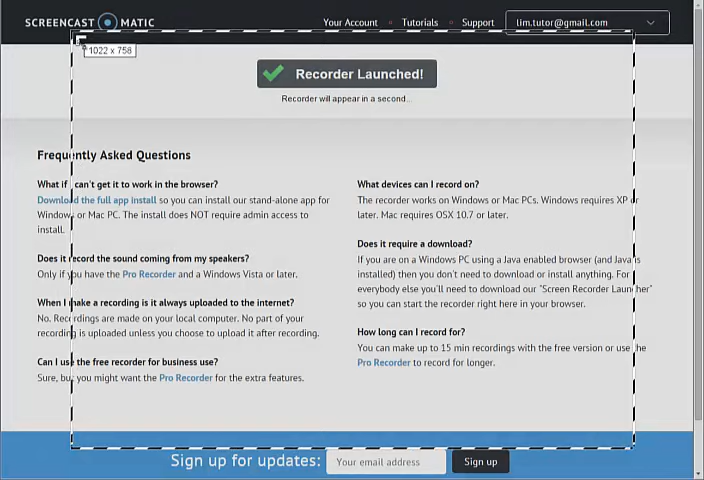 SCREENCAST MATIC
Your Account Tutorials Support lim.tutor@gmail.com
1022 x 758
Recorder Launched!
Recorder will appear in a second...
Frequently Asked Questions
What if I can't get it to work in the browser?
Download the full app install so you can install our stand-alone app for
Windows or Mac PC. The install does NOT require admin access to
install.
Does it record the sound coming from my speakers?
Only if you have the Pro Recorder and a Windows Vista or later.
When I make a recording is it always uploaded to the internet?
No. Recordings are made on your local computer. No part of your
recording is uploaded unless you choose to upload it after recording.
Can I use the free recorder for business use?
Sure, but you might want the Pro Recorder for the extra features.
What devices can I record on?
The recorder works on Windows or Mac PCs. Windows requires XP or
later. Mac requires OSX 10.7 or later.
Does it require a download?
If you are on a Windows PC using a Java enabled browser (and Java is
installed) then you don't need to download or install anything. For
everybody else you'll need to download our "Screen Recorder Launcher"
so you can start the recorder right here in your browser.
How long can I record for?
You can make up to 15 min recordings with the free version or use the
Pro Recorder to record for longer.
Sign up for updates: Your email address Sign up